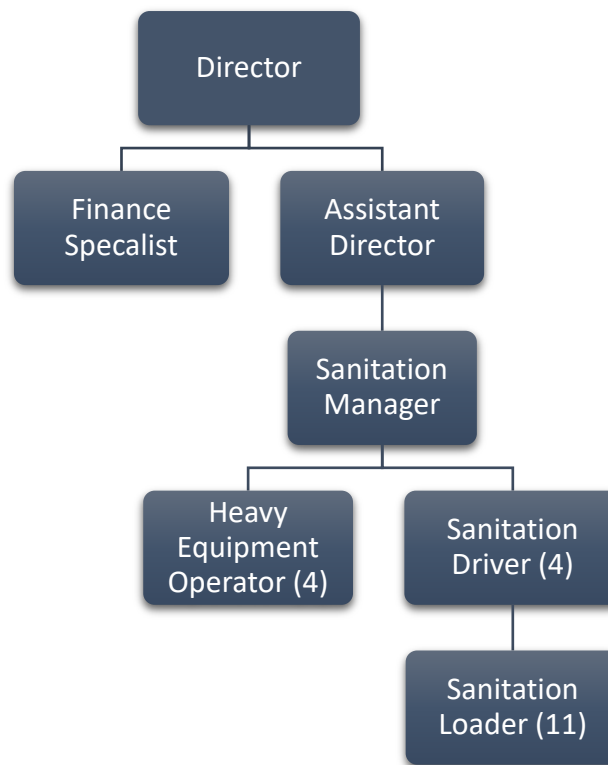 Director
Finance
Specalist
Assistant
Director
Sanitation
Manager
Heavy
Equipment
Operator (4)
Sanitation
Driver (4)
Sanitation
Loader (11)